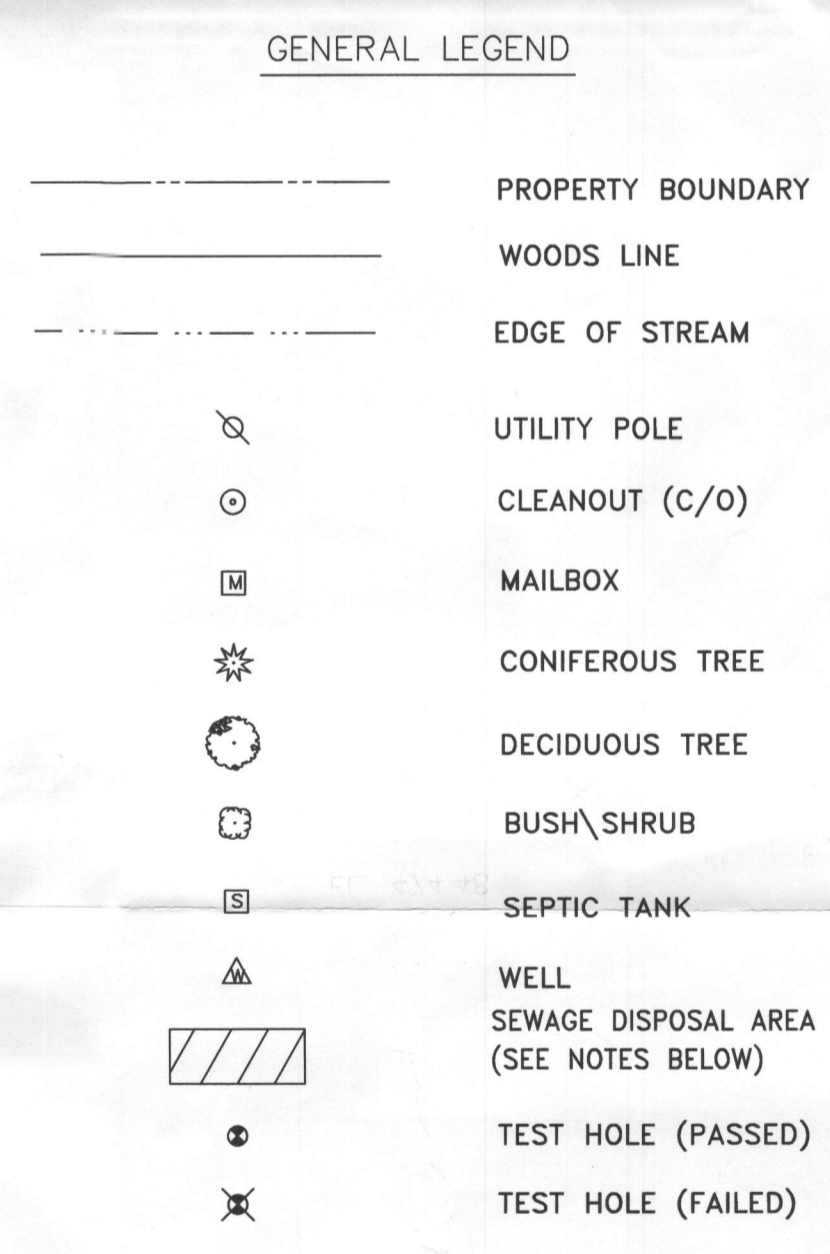 GENERAL LEGEND
PROPERTY BOUNDARY
WOODS LINE
EDGE OF STREAM
UTILITY POLE
CLEANOUT (C/O)
M MAILBOX
CONIFEROUS TREE
DECIDUOUS TREE
BUSH\SHRUB
S SEPTIC TANK
W WELL
SEWAGE DISPOSAL AREA
(SEE NOTES BELOW)
TEST HOLE (PASSED)
TEST HOLE (FAILED)